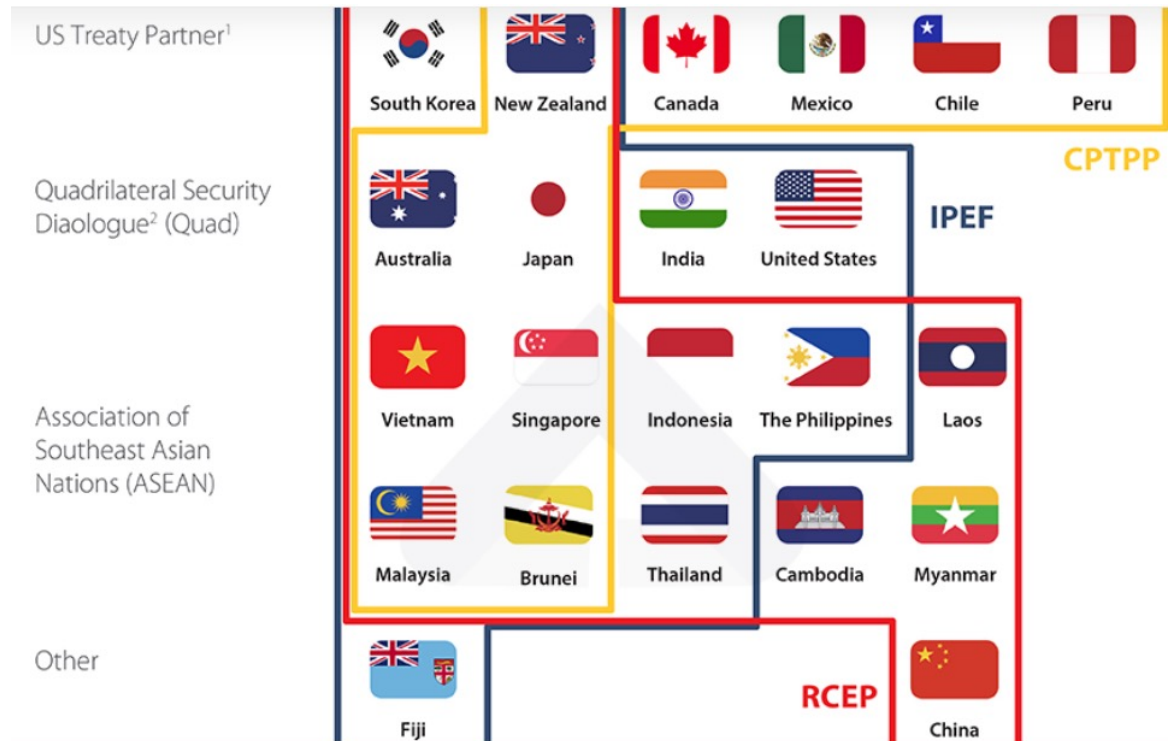 US Treaty Partner¹
South Korea
New Zealand
Canada
Mexico
Chile
Peru
CPTPP
Quadrilateral Security
Diaologue² (Quad)
IPEF
Australia
Japan
India
United States
Vietnam
Singapore
Indonesia
The Philippines
Laos
Association of
Southeast Asian
Nations (ASEAN)
Malaysia
Brunei
Thailand
Cambodia
Myanmar
Other
RCEP
Fiji
China